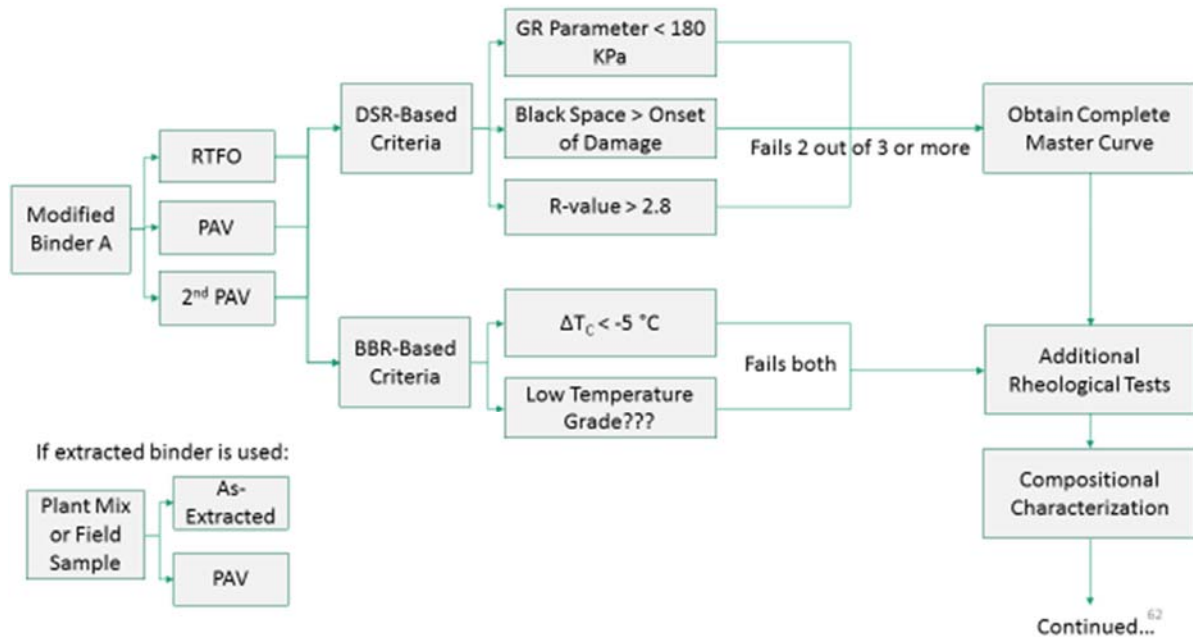 Modified
Binder A
RTFO
PAV
2nd PAV
DSR-Based
Criteria
BBR-Based
Criteria
GR Parameter < 180
KPa
Black Space > Onset
of Damage
R-value > 2.8
Fails 2 out of 3 or more
ΔTC < -5 °C
Low Temperature
Grade???
Fails both
Obtain Complete
Master Curve
Additional
Rheological Tests
Compositional
Characterization
Continued...
62
If extracted binder is used:
Plant Mix
or Field
Sample
As-
Extracted
PAV